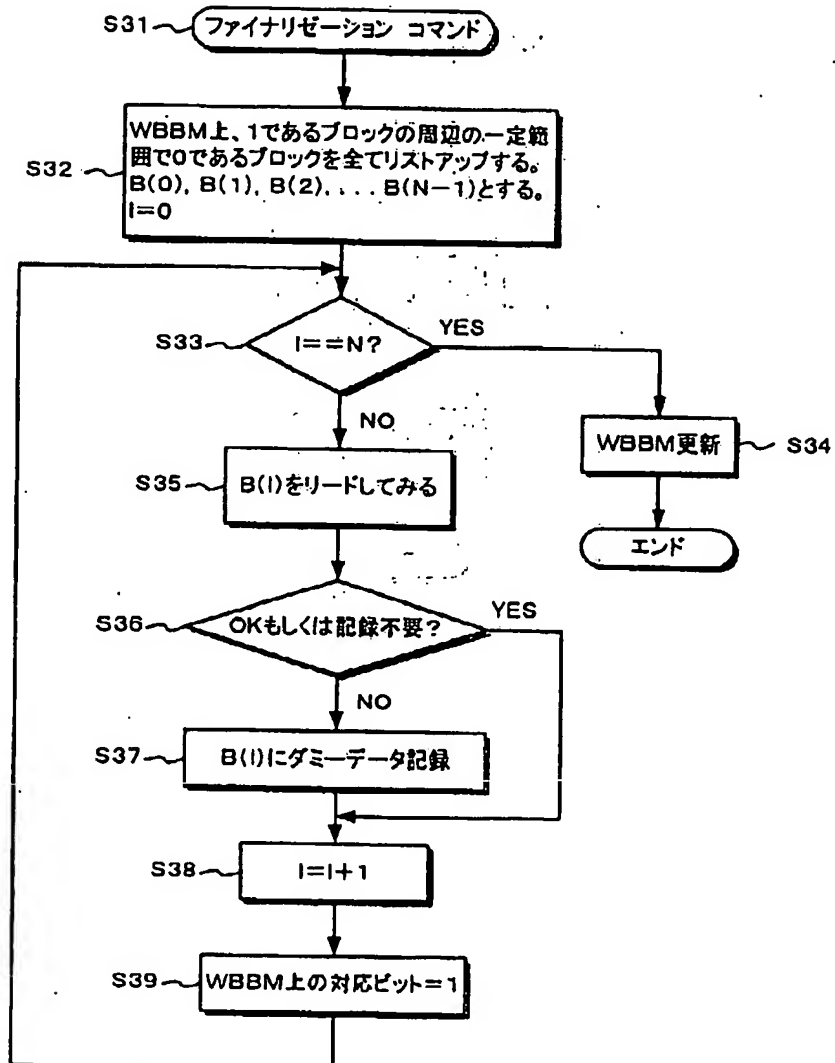 S31
ファイナリゼーション コマンド
S32
WBBM上、1であるブロックの周辺の一定範
囲で0であるブロックを全てリストアップする。
B(0), B(1), B(2), ... B(N-1)とする。
I=0
S33
I==N?
YES
NO
WBBM更新
S34
S35
B(I)をリードしてみる
エンド
S36
OKもしくは記録不要?
YES
NO
S37
B(I)にダミーデータ記録
S38
I=I+1
S39
WBBM上の対応ビット=1